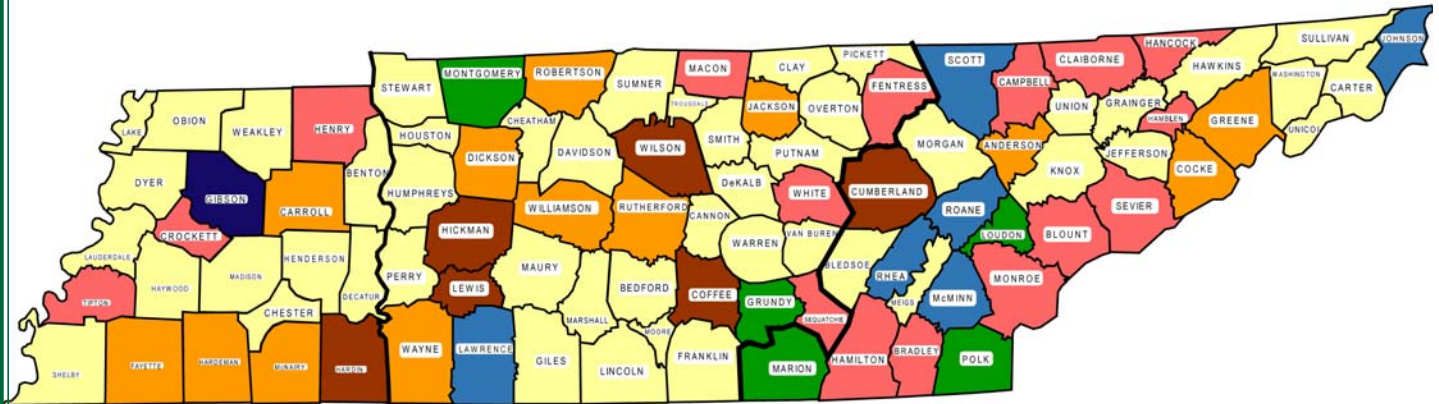 JOHNSON
SULLIVAN
HANCOCK
CLAIBORNE
HAWKINS
WASHINGTON
CARTER
UNICOI
SCOTT
CAMPBELL
UNION
GRAINGER
HAMBLEN
GREENE
PICKETT
CLAY
MACON
FENTRESS
OVERTON
JACKSON
SUMNER
TROUSDALE
ROBERTSON
MONTGOMERY
STEWART
CHEATHAM
SMITH
PUTNAM
MORGAN
ANDERSON
KNOX
JEFFERSON
COCKE
SEVIER
HENRY
WEAKLEY
OBION
LAKE
HOUSTON
DICKSON
DAVIDSON
WILSON
DeKALB
WHITE
CUMBERLAND
ROANE
LOUDON
BLOUNT
DYER
GIBSON
CARROLL
BENTON
HUMPHREYS
WILLIAMSON
RUTHERFORD
CANNON
WARREN
VAN BUREN
BLEDSOE
RHEA
MEIGS
McMINN
MONROE
CROCKETT
HICKMAN
LAUDERDALE
HAYWOOD
MADISON
HENDERSON
DECATUR
PERRY
LEWIS
MAURY
BEDFORD
COFFEE
GRUNDY
SEQUATCHIE
TIPTON
CHESTER
MARSHALL
MOORE
SHELBY
FAYETTE
HARDEMAN
McNAIRY
HARDIN
WAYNE
LAWRENCE
GILES
LINCOLN
FRANKLIN
MARION
HAMILTON
BRADLEY
POLK